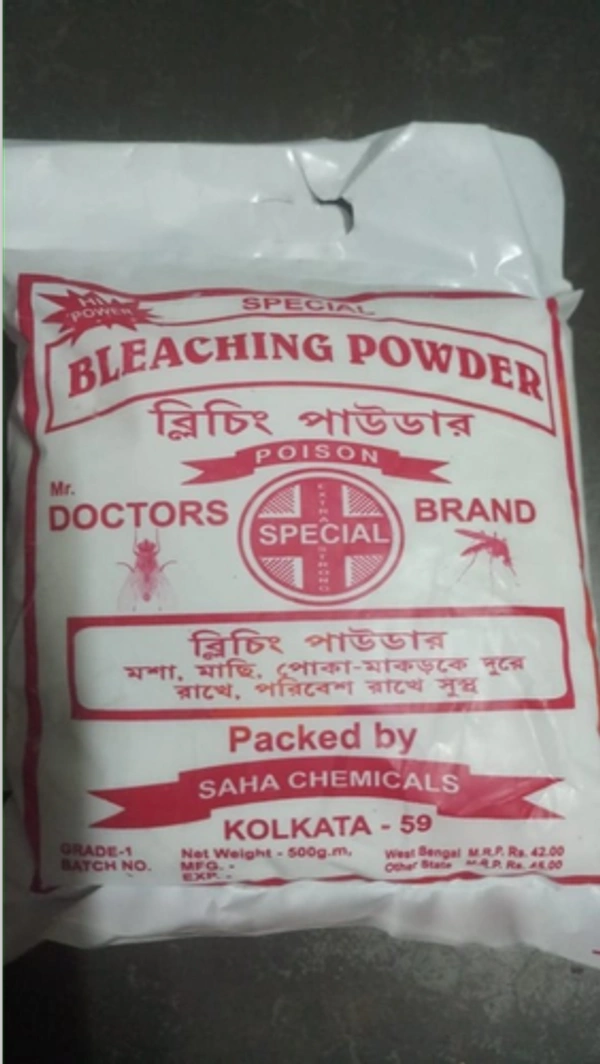 HI POWER
SPECIAL
BLEACHING POWDER
ব্লিচিং পাউডার
POISON
Mr.
DOCTORS BRAND
EXTRA STRONG
SPECIAL
ব্লিচিং পাউডার
মশা, মাছি, পোকা-মাকড়কে দুরে
রাখে, পরিবেশ রাখে সুস্থ
Packed by
SAHA CHEMICALS
KOLKATA - 59
GRADE-1 Net Weight - 500g.m. West Bengal M.R.P. Rs. 42.00
BATCH NO. MFG. - Other State M.R.P. Rs.
EXP. -